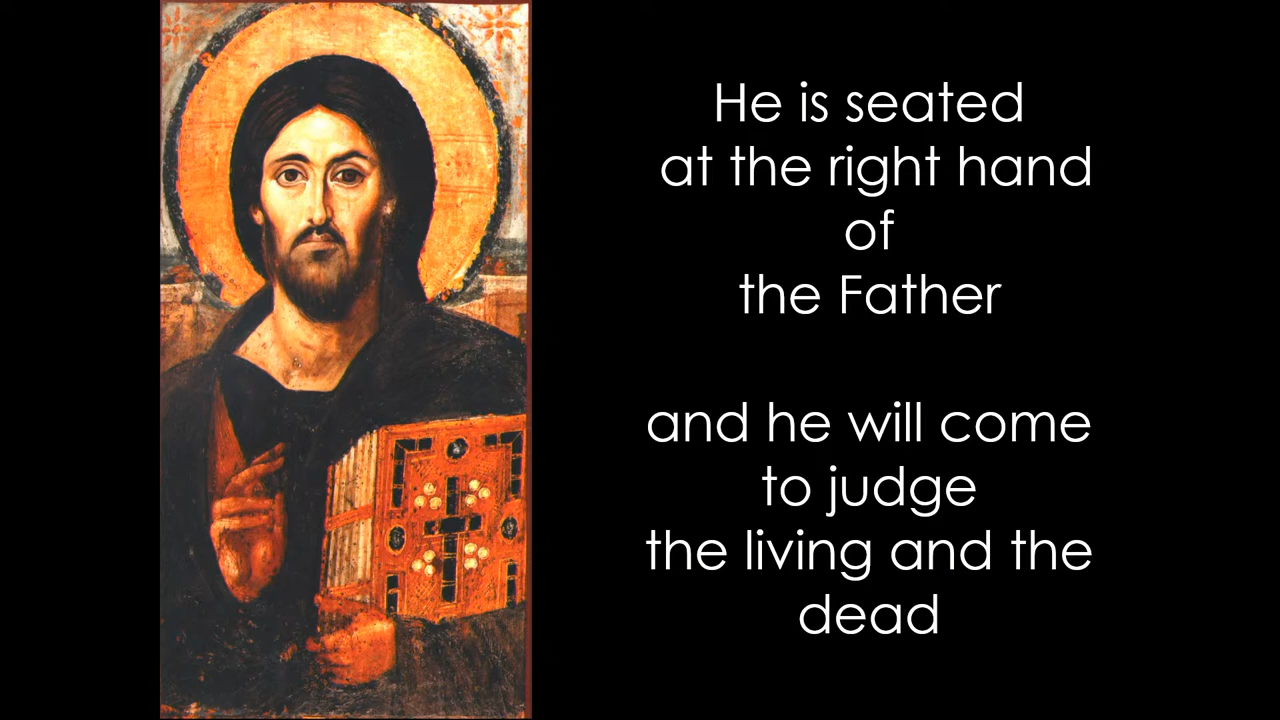 He is seated
at the right hand
of
the Father
and he will come
to judge
the living and the
dead